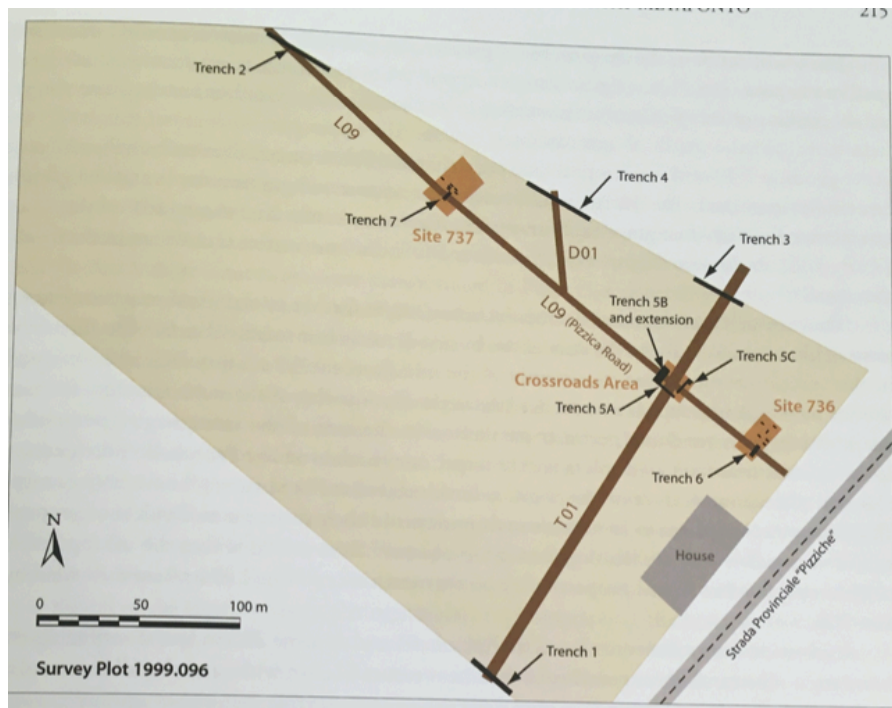 METAPONTO
215
Trench 2
L09
Trench 4
Trench 7
Site 737
D01
Trench 3
Trench 5B
and extension
L09 (Pizzica Road)
Trench 5C
Crossroads Area
Trench 5A
Site 736
Trench 6
T01
House
N
0 50 100 m
Strada Provinciale "Pizziche"
Trench 1
Survey Plot 1999.096